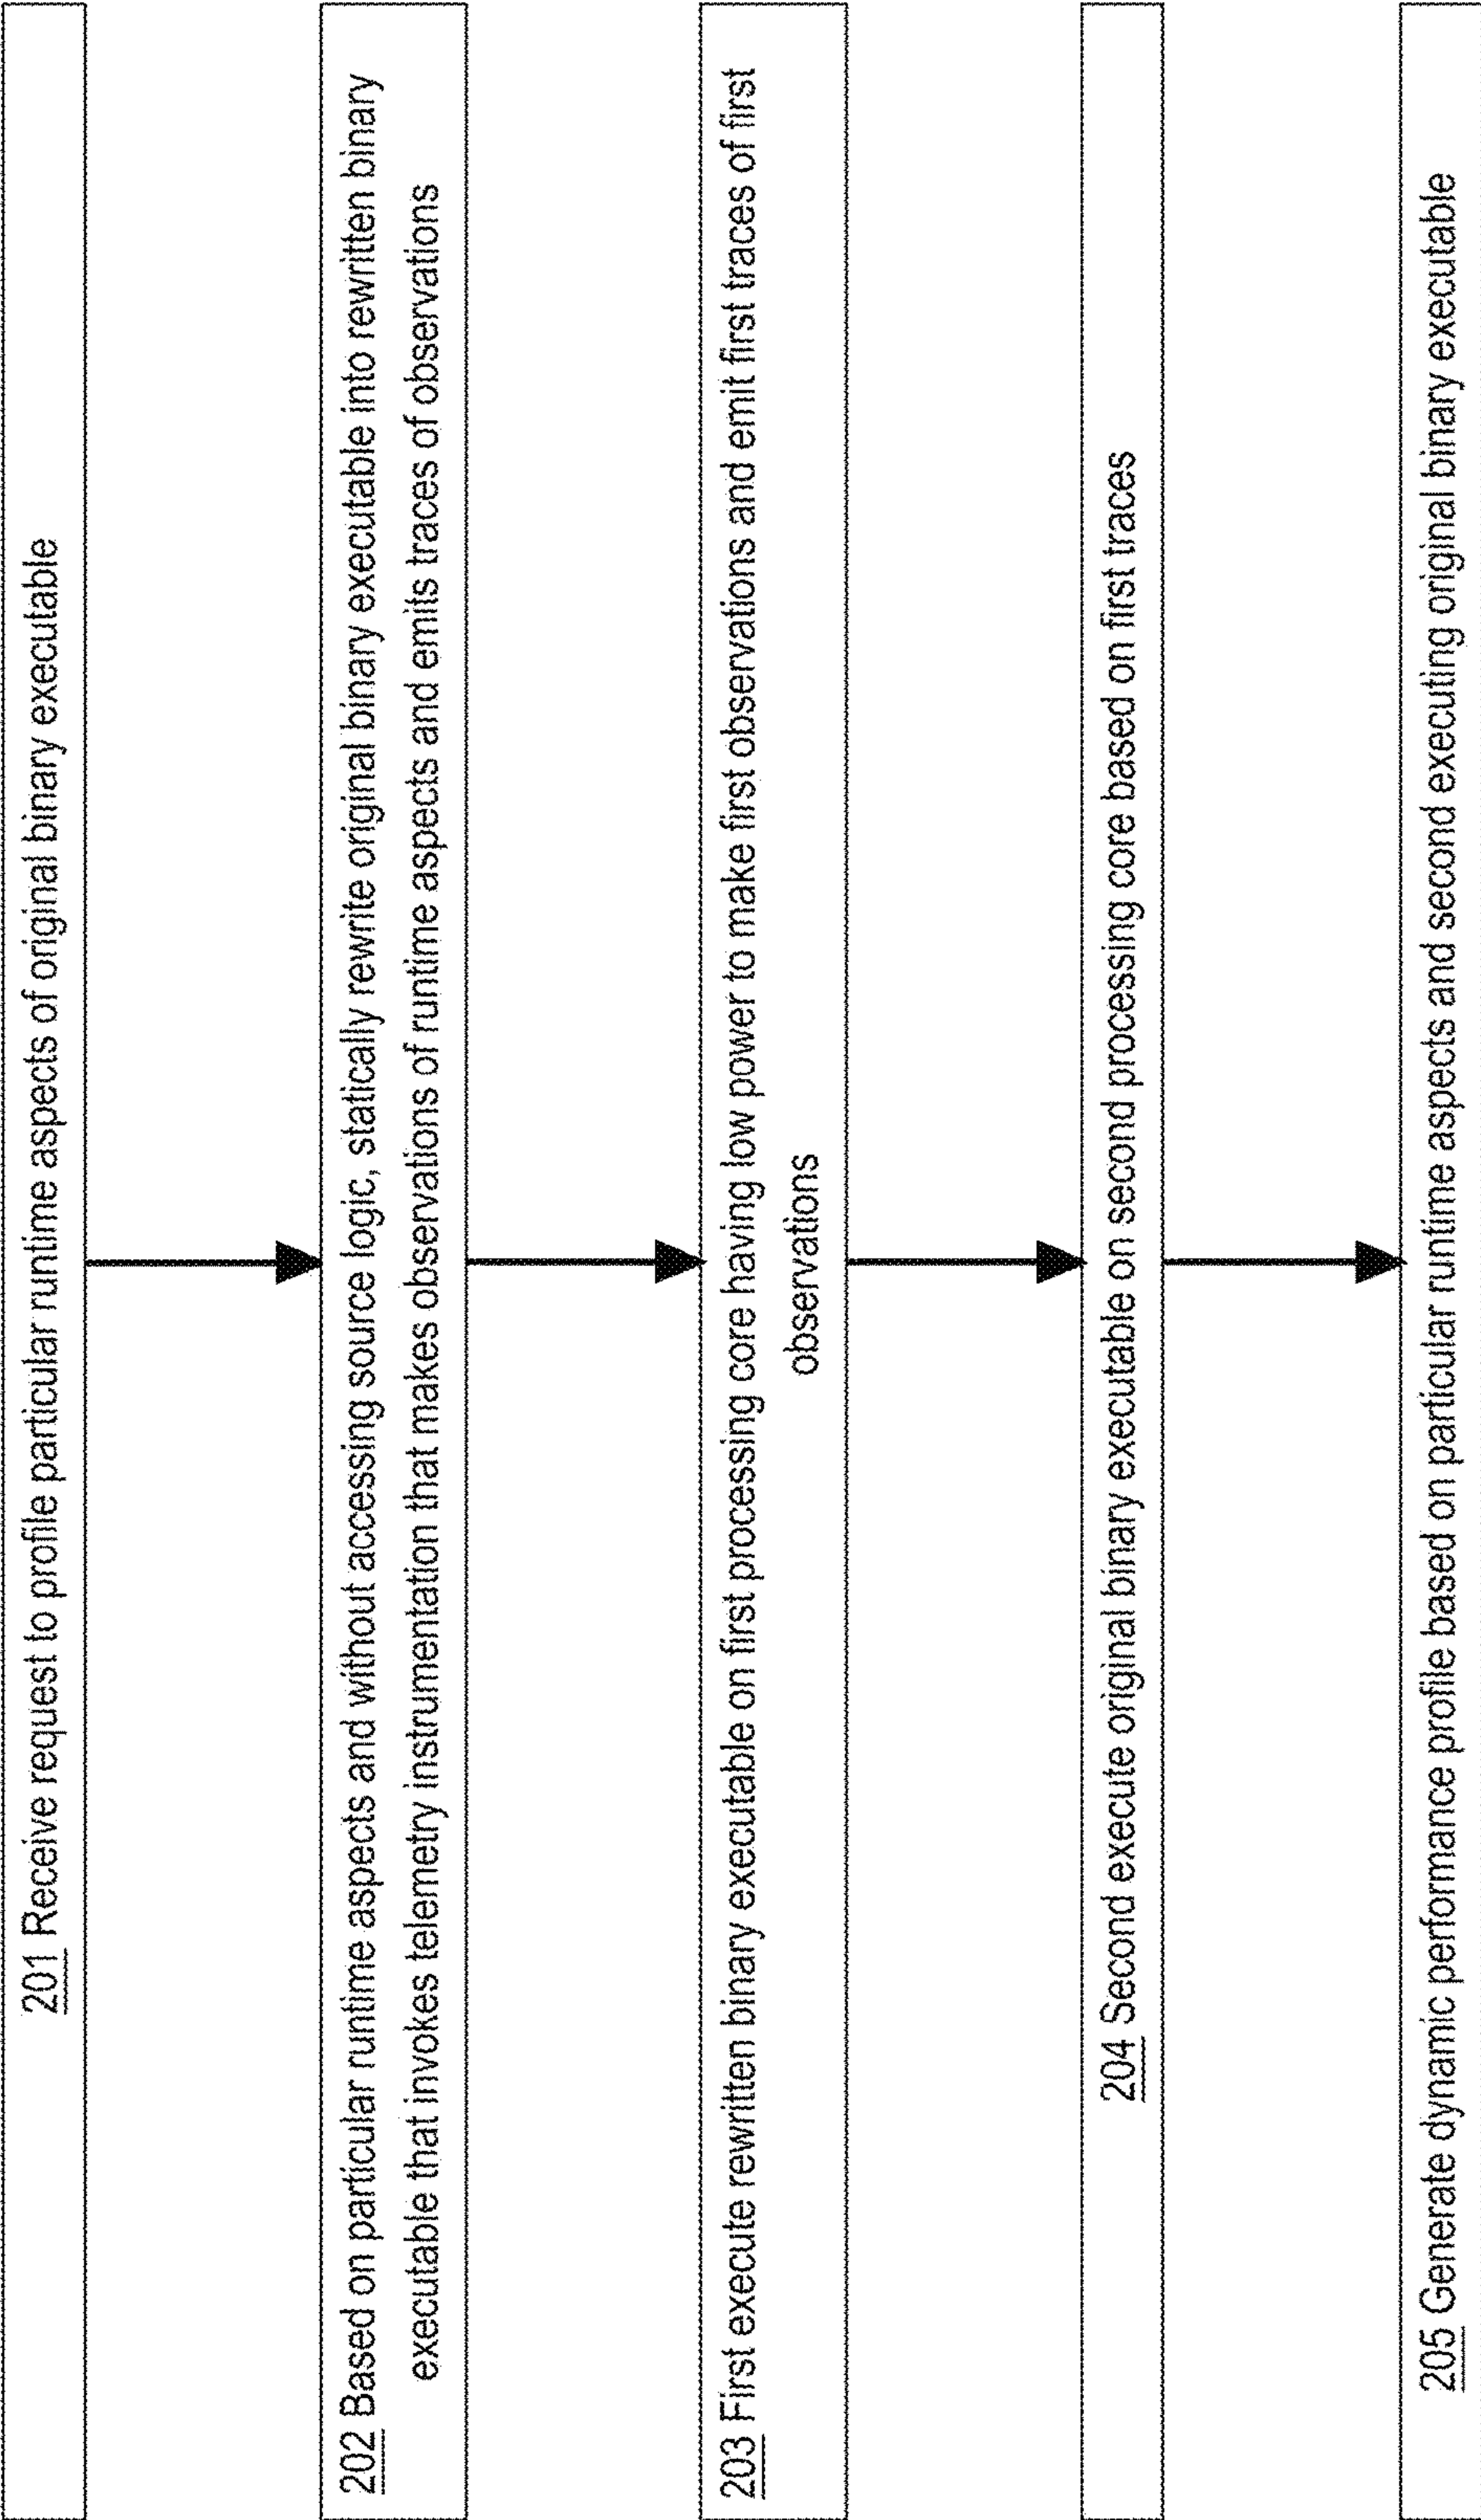 201 Receive request to profile particular runtime aspects of original binary executable
202 Based on particular runtime aspects and without accessing source logic, statically rewrite original binary executable into rewritten binary
executable that invokes telemetry instrumentation that makes observations of runtime aspects and emits traces of observations
203 First execute rewritten binary executable on first processing core having low power to make first observations and emit first traces of first
observations
204 Second execute original binary executable on second processing core based on first traces
205 Generate dynamic performance profile based on particular runtime aspects and second executing original binary executable